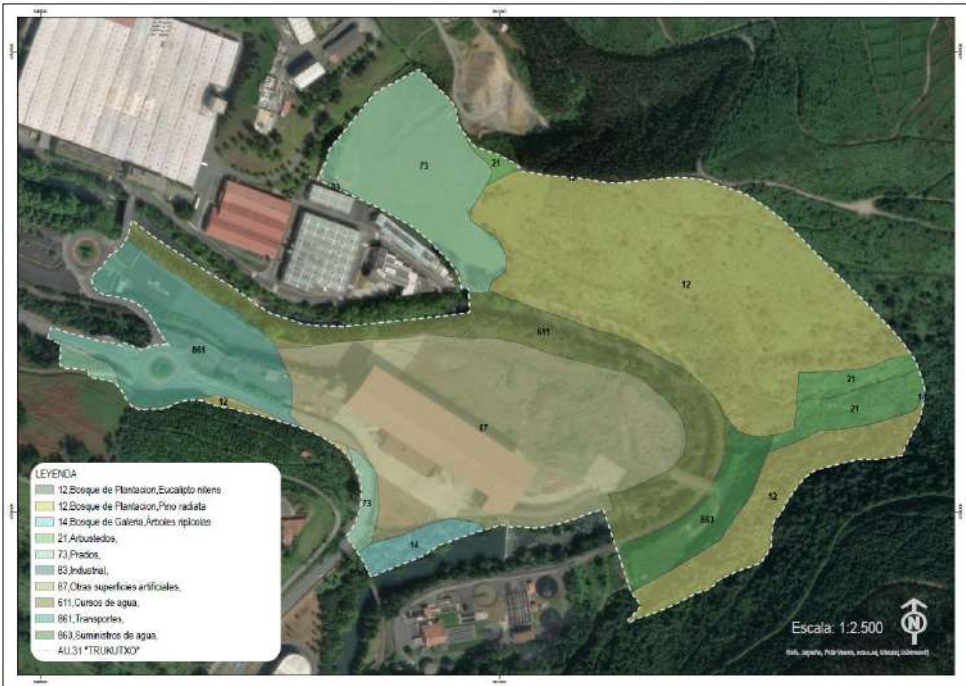 73
21
12
611
861
21
21
12
87
12
73
863
14
LEYENDA
12,Bosque de Plantacion,Eucalipto nitens
12,Bosque de Plantacion,Pino radiata
14,Bosque de Galeria,Árboles ripicolas
21,Arbustedos,
73,Prados,
83,Industrial,
87,Otras superficies artificiales,
611,Cursos de agua,
861,Transportes,
863,Suministros de agua,
AU.31 "TRUKUTXO"
Escala: 1:2.500
N